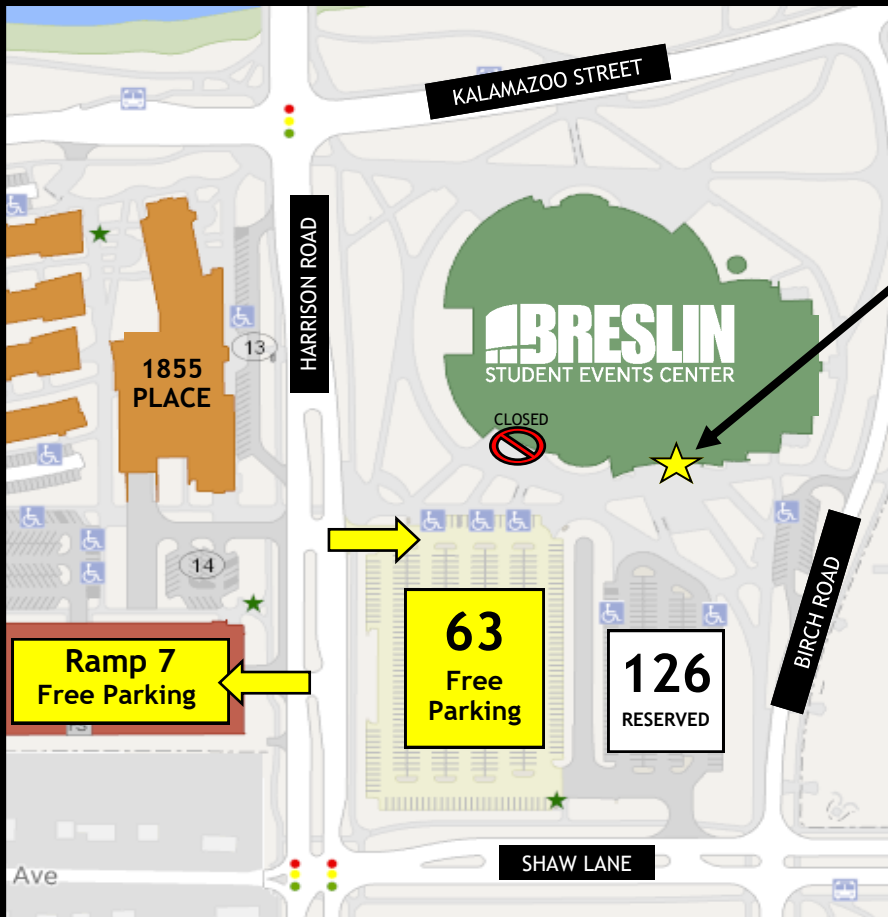 KALAMAZOO STREET
HARRISON ROAD
BRESLIN
STUDENT EVENTS CENTER
1855
PLACE
13
CLOSED
14
BIRCH ROAD
63
Free
Parking
Ramp 7
Free Parking
126
RESERVED
SHAW LANE
Ave